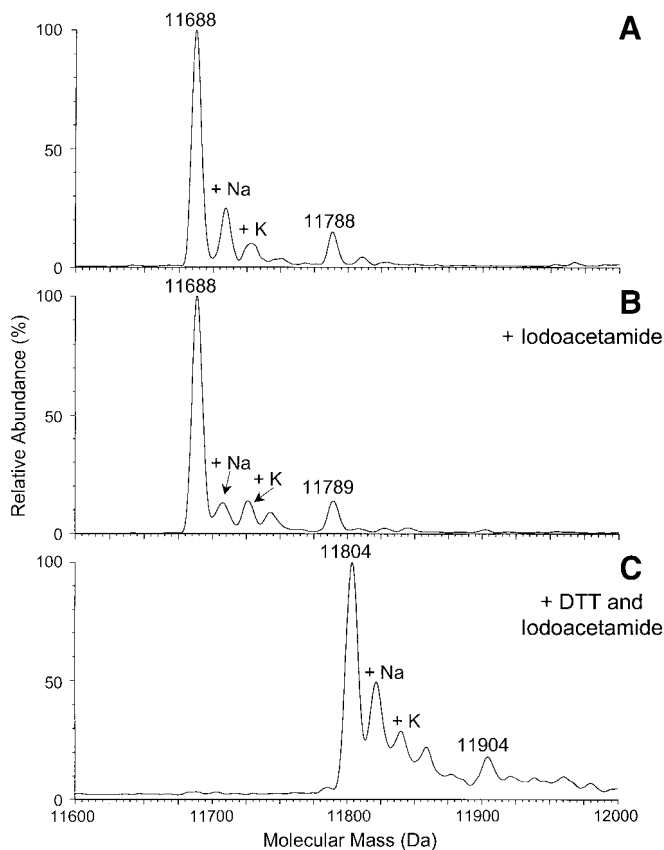 11688
A
100
50
0
+ Na
+ K
11788
11688
B
100
+ Iodoacetamide
50
0
+ Na
+ K
11789
Relative Abundance (%)
11804
C
100
+ DTT and
Iodoacetamide
50
0
+ Na
+ K
11904
11600 11700 11800 11900 12000
Molecular Mass (Da)